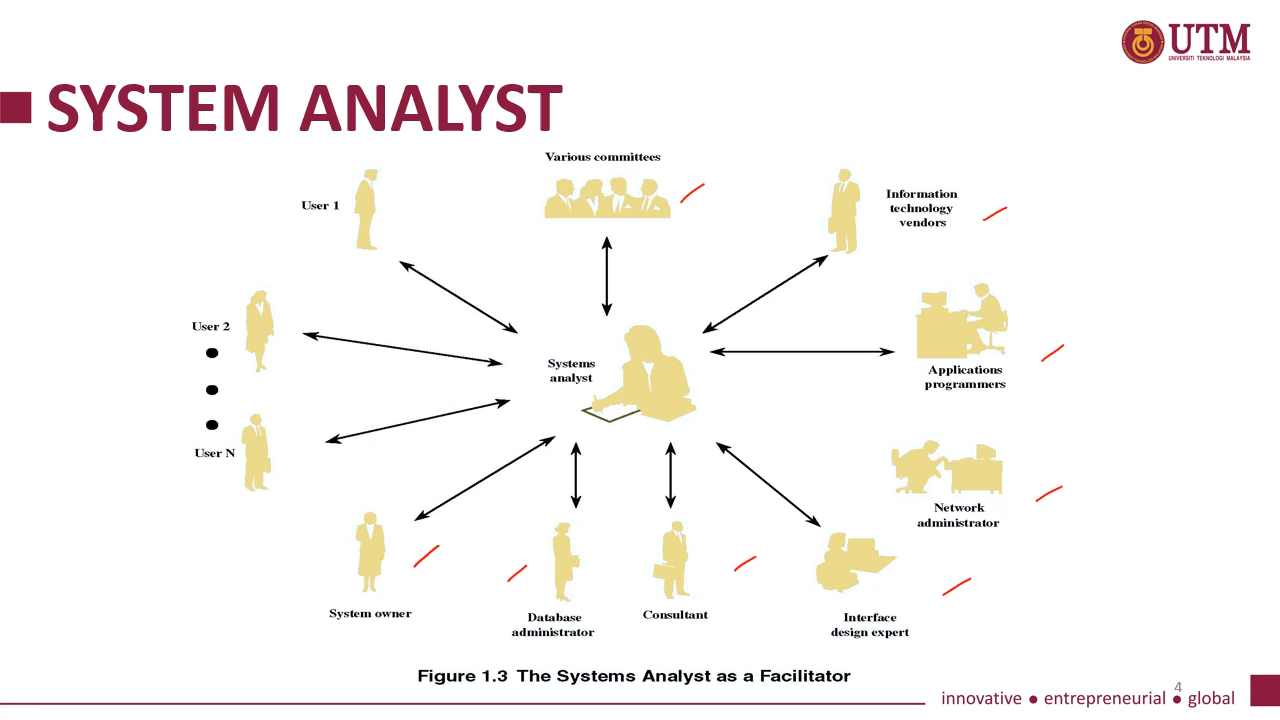 UTM
UNIVERSITI TEKNOLOGI MALAYSIA
SYSTEM ANALYST
Various committees
User 1
Information
technology
vendors
User 2
Systems
analyst
Applications
programmers
User N
Network
administrator
System owner
Database
administrator
Consultant
Interface
design expert
Figure 1.3 The Systems Analyst as a Facilitator
4
innovative ● entrepreneurial ● global